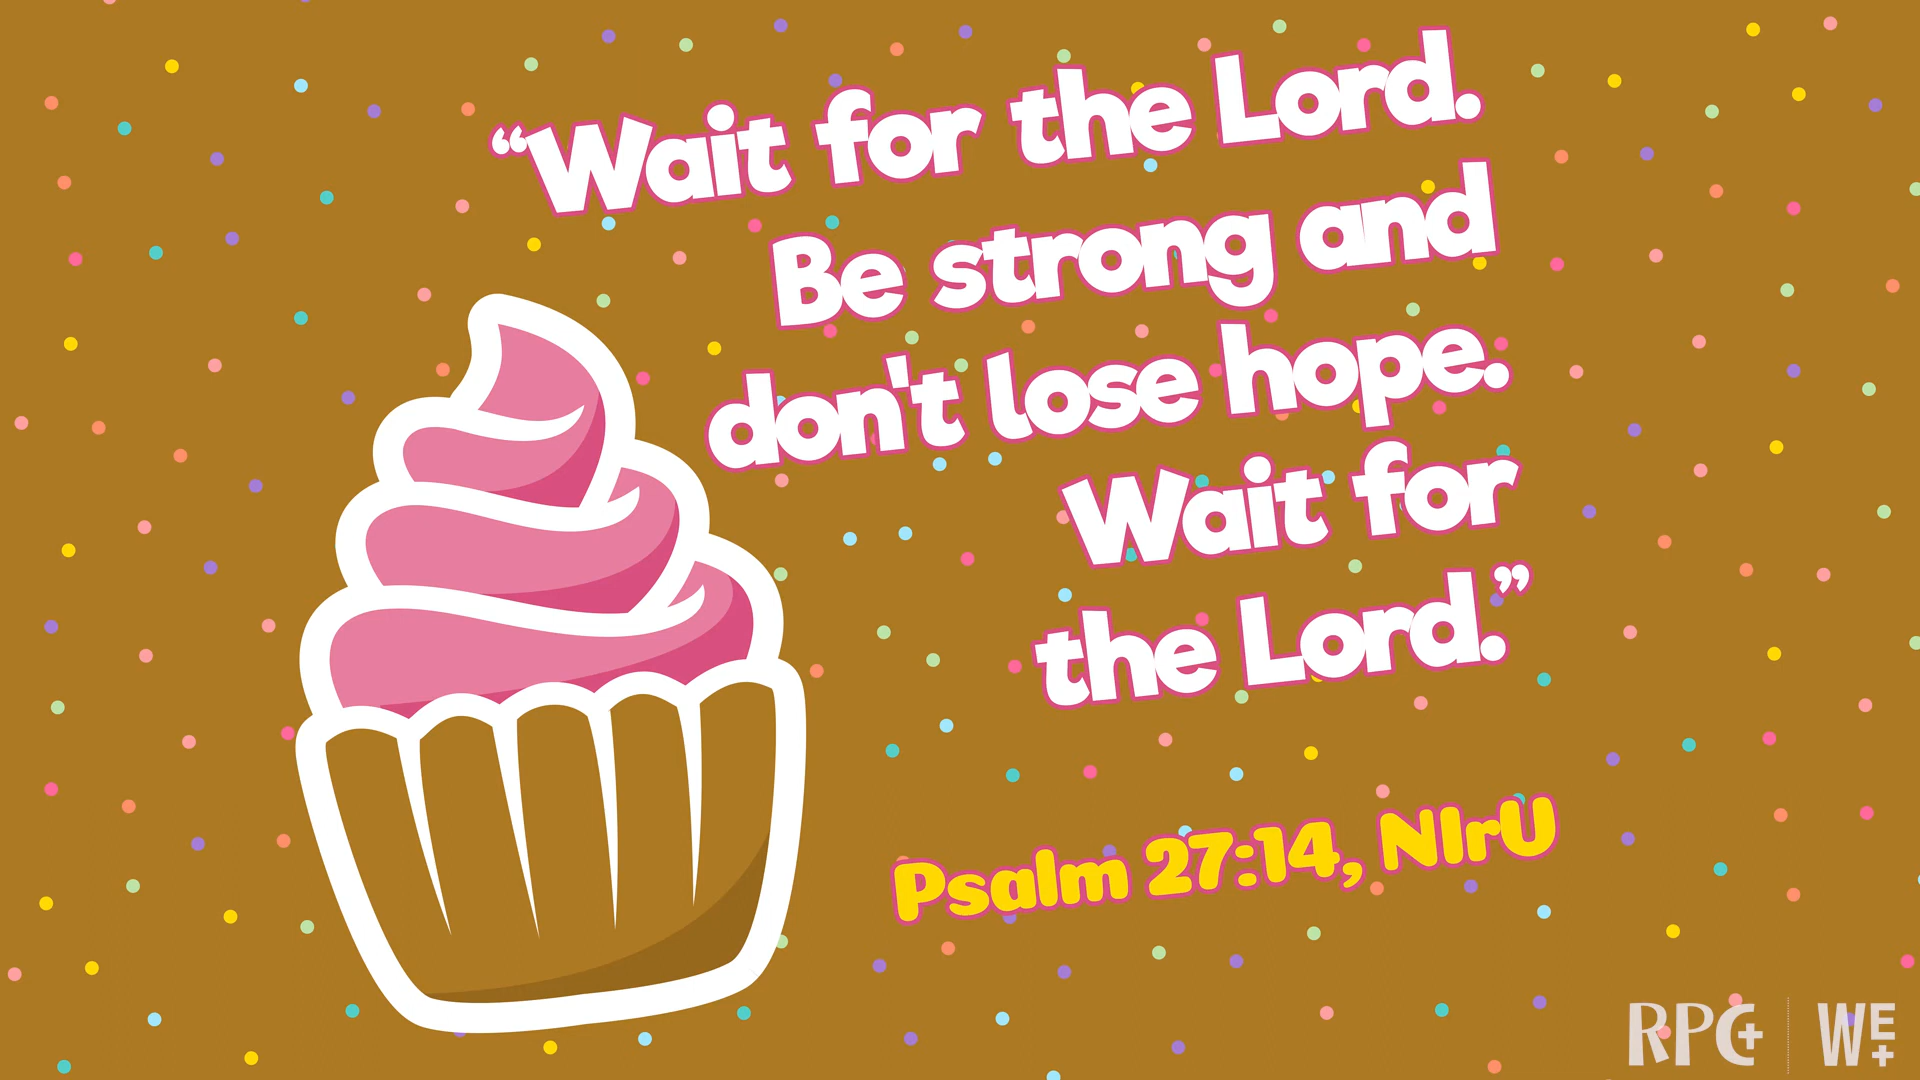 “Wait for the Lord.
Be strong and
don't lose hope.
Wait for
the Lord.”
Psalm 27:14, NIrU
RPC WE